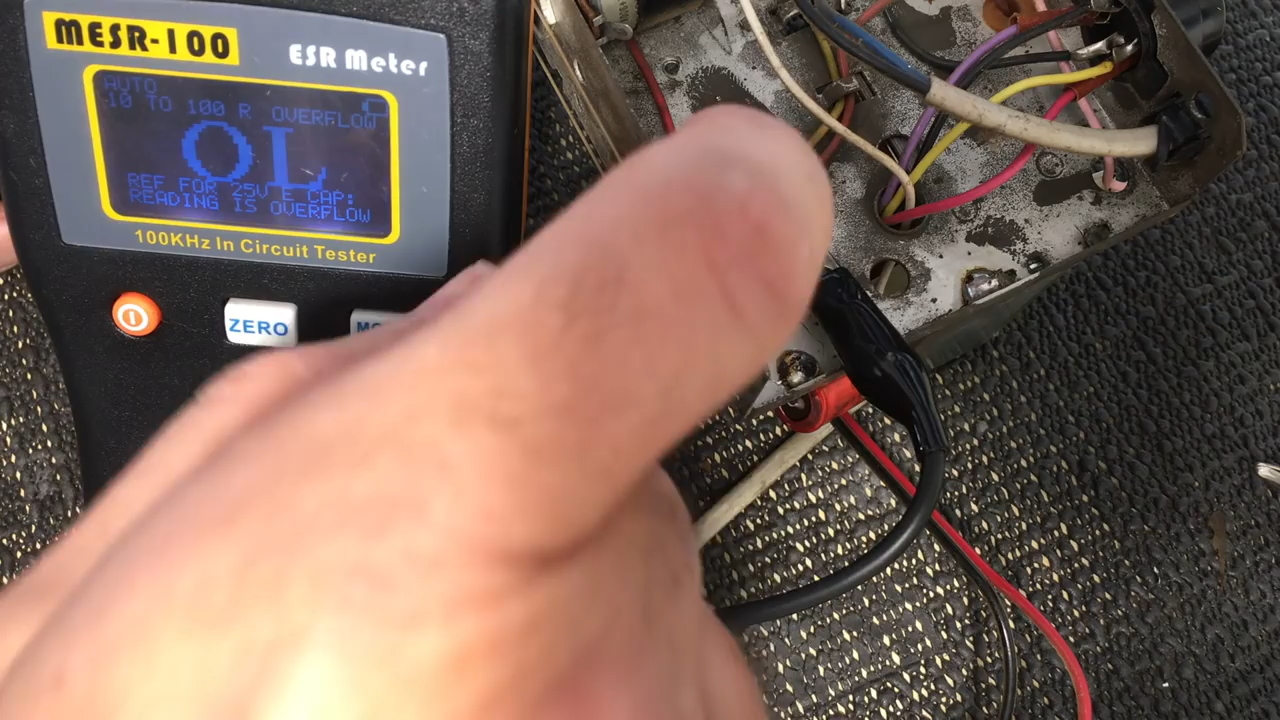 MESR-100
ESR Meter
AUTO
10 TO 100 R OVERFLOW
OL
REF FOR 25V E CAP:
READING IS OVERFLOW
100KHz In Circuit Tester
ZERO